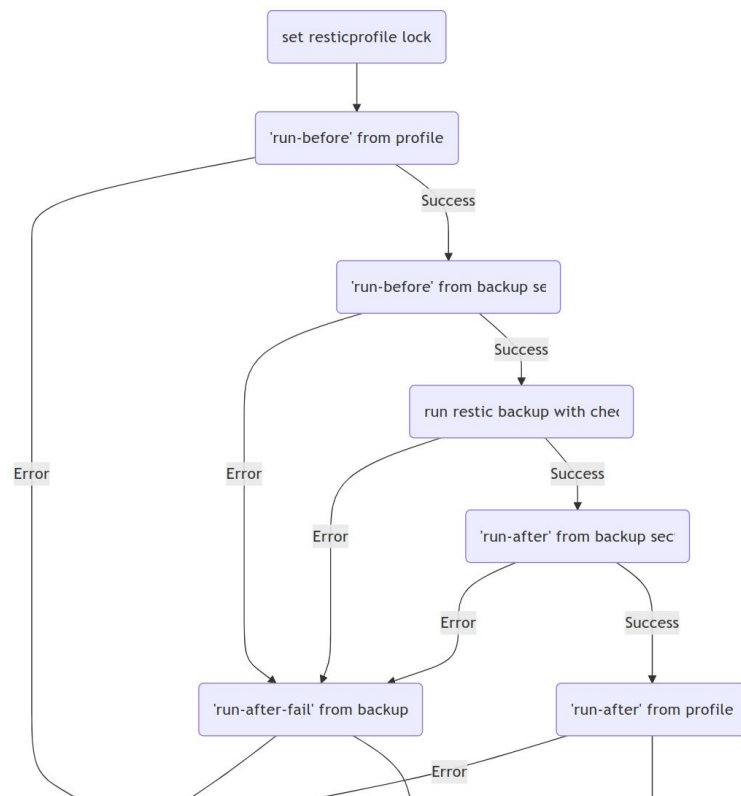 set resticprofile lock
'run-before' from profile
Success
'run-before' from backup se
Success
run restic backup with chec
Error
Error
Success
Error
'run-after' from backup sec
Error
Success
'run-after-fail' from backup
'run-after' from profile
Error